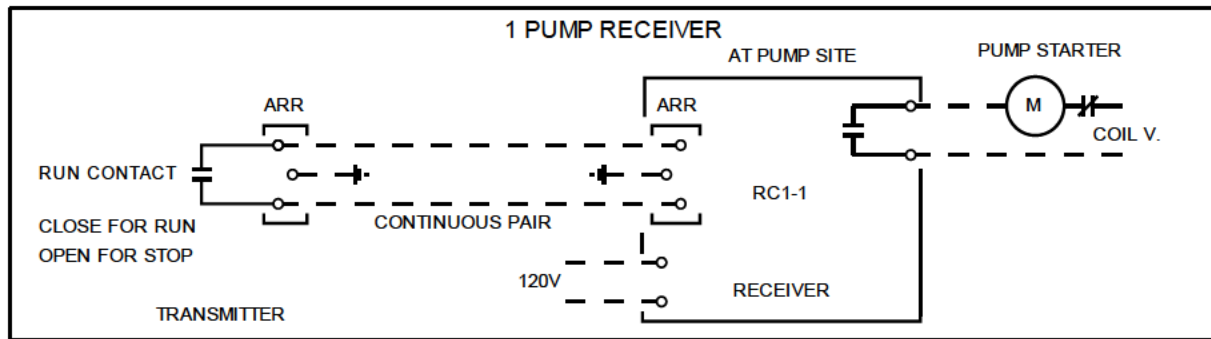 1 PUMP RECEIVER
AT PUMP SITE
PUMP STARTER
ARR
ARR
M
COIL V.
RUN CONTACT
RC1-1
CLOSE FOR RUN
CONTINUOUS PAIR
OPEN FOR STOP
120V
RECEIVER
TRANSMITTER